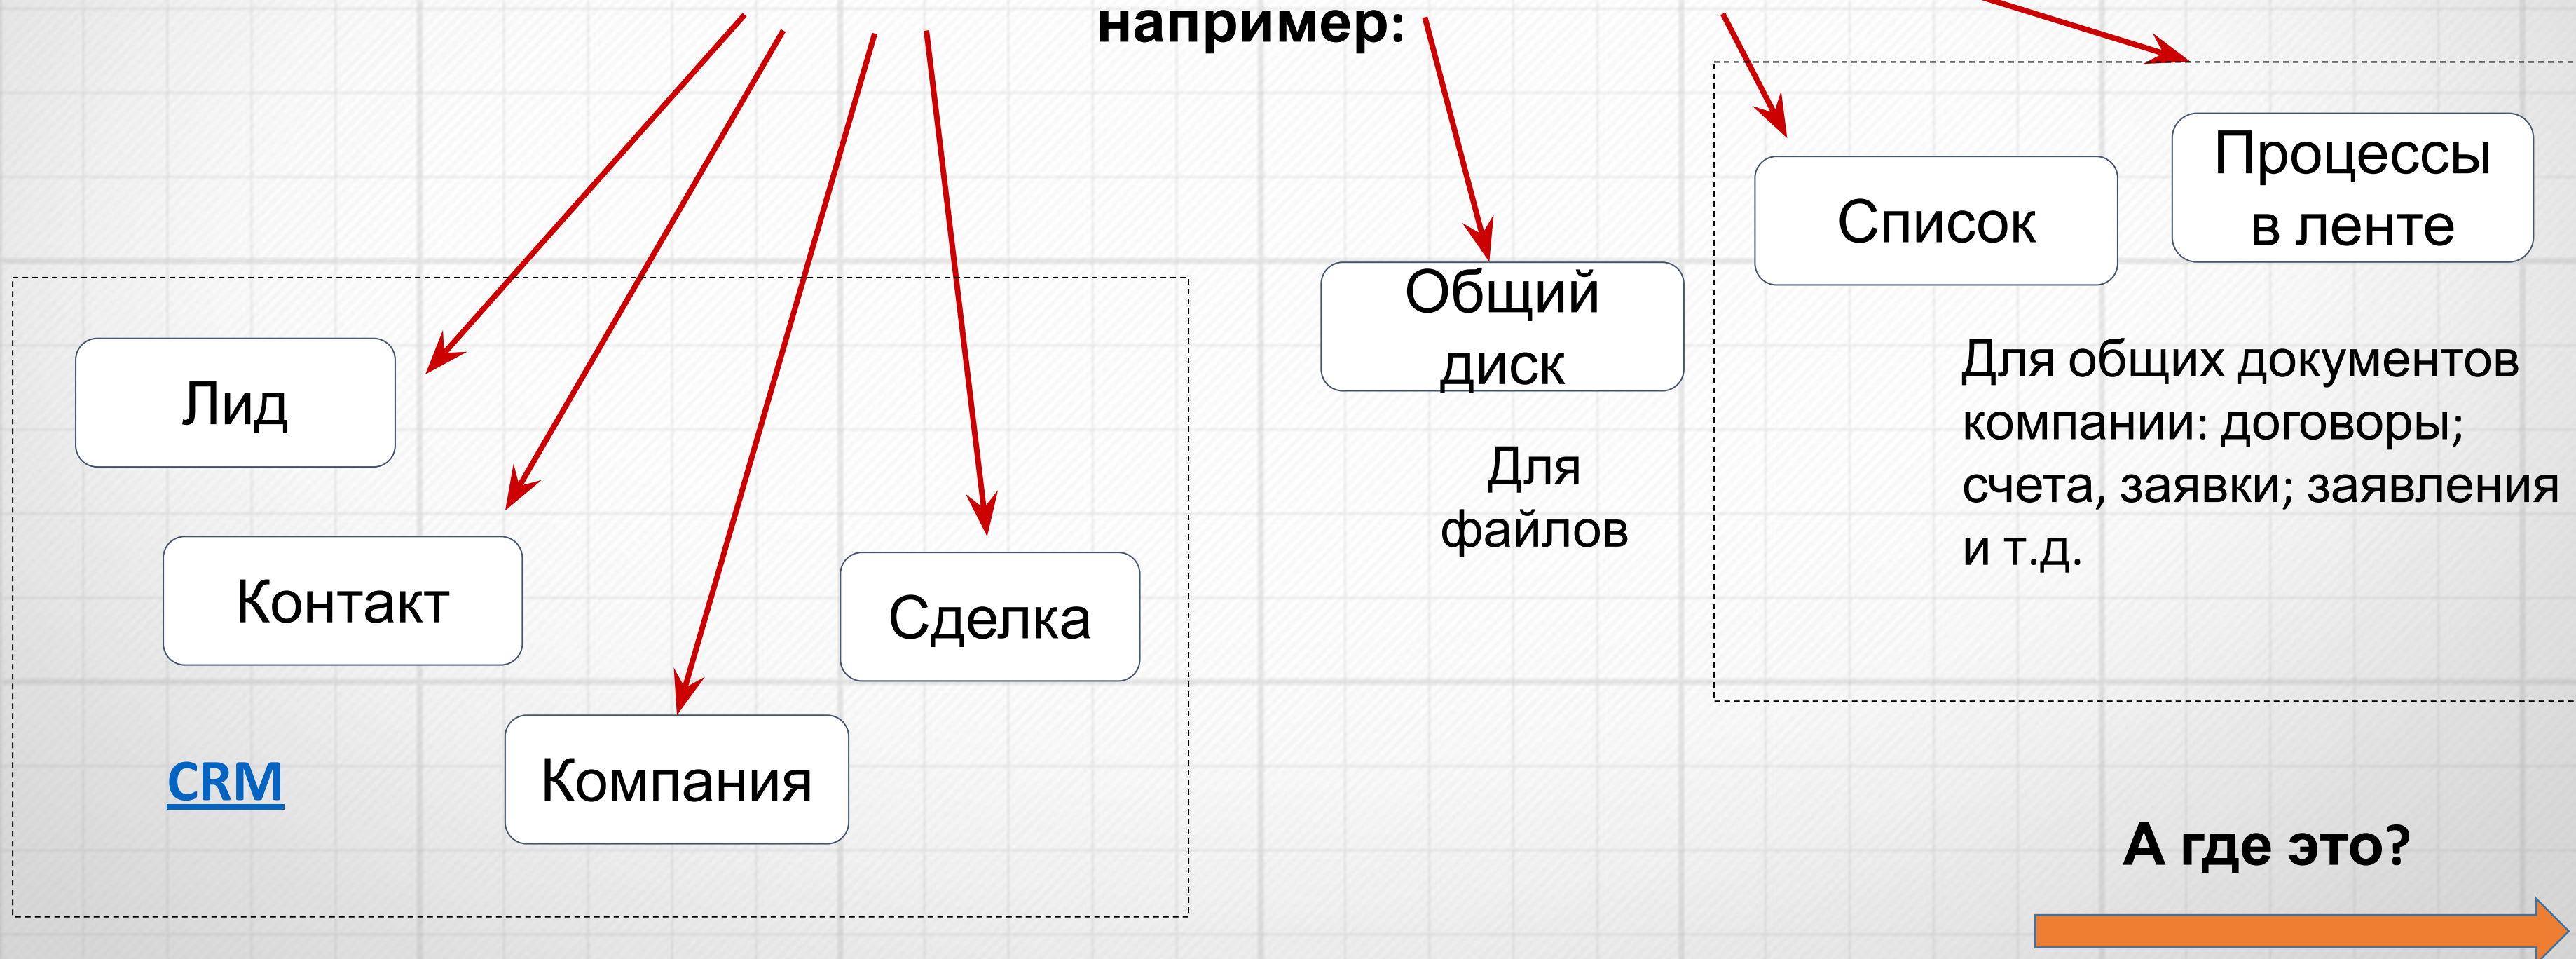 например:
Лид
Контакт
Компания
Сделка
CRM
Общий
диск
Для
файлов
Список
Процессы
в ленте
Для общих документов
компании: договоры;
счета, заявки; заявления
и т.д.
А где это?